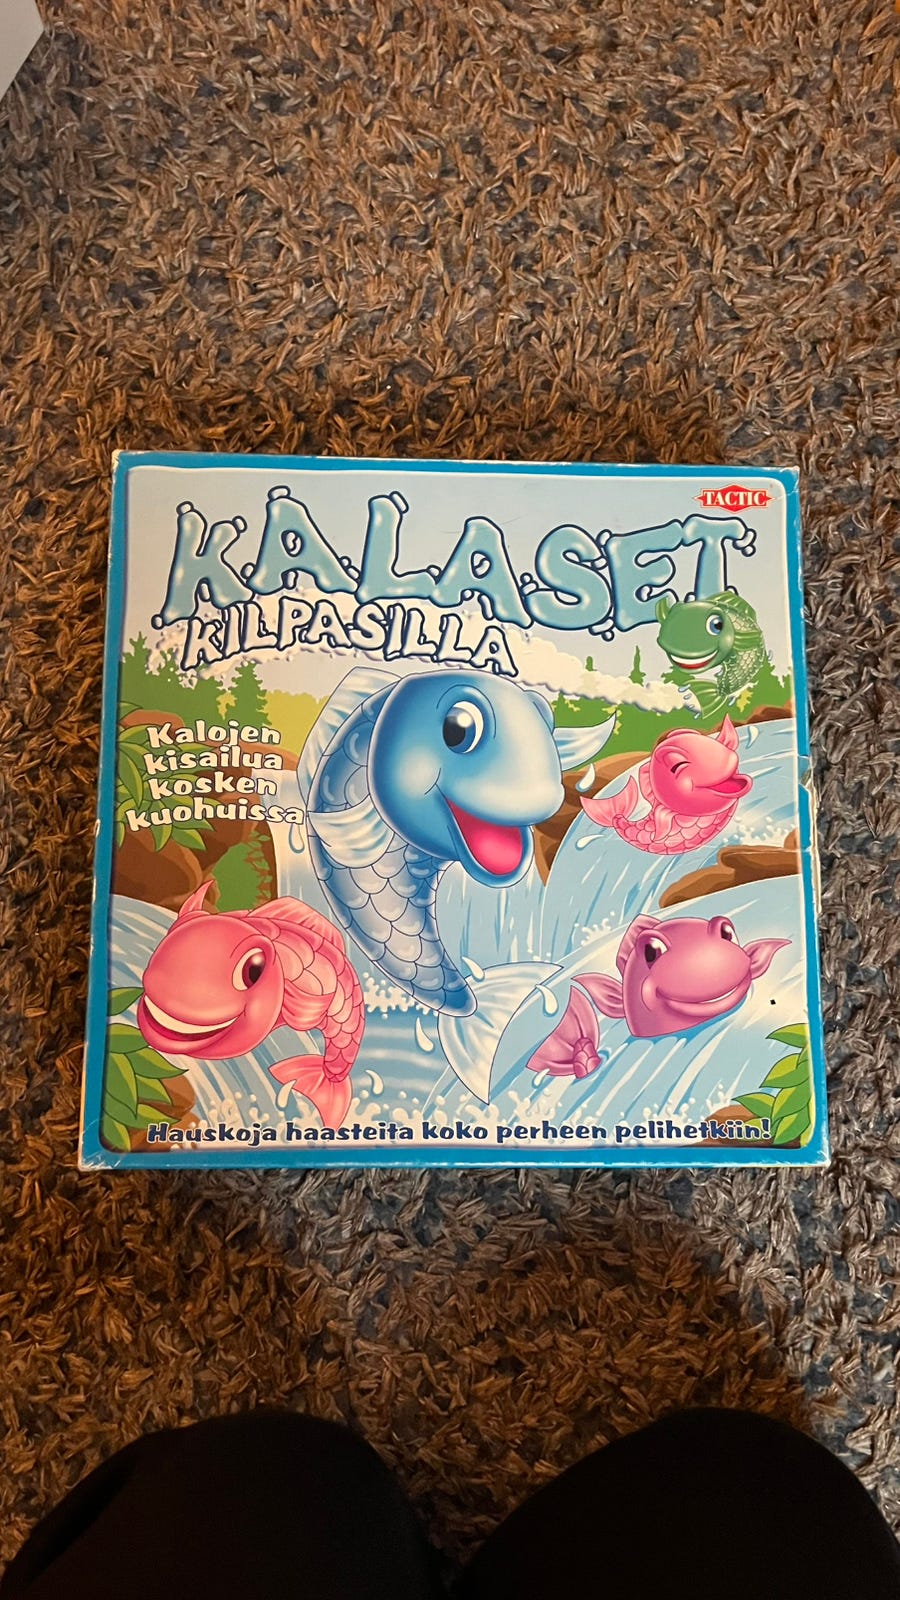 TACTIC
KALASET
KILPASILLA
Kalojen
kisailua
kosken
kuohuissa
Hauskoja haasteita koko perheen pelihetkiin!